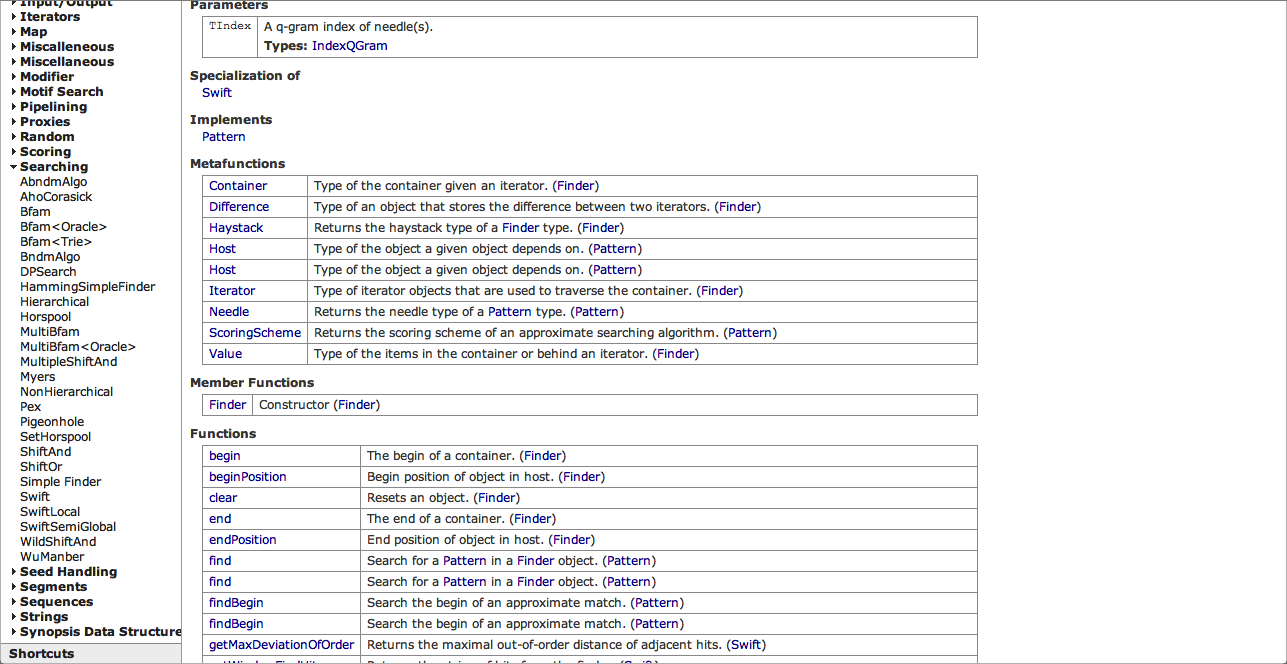 Input/Output
Iterators
Map
Miscalleneous
Miscellaneous
Modifier
Motif Search
Pipelining
Proxies
Random
Scoring
Searching
AbndmAlgo
AhoCorasick
Bfam
Bfam<Oracle>
Bfam<Trie>
BndmAlgo
DPSearch
HammingSimpleFinder
Hierarchical
Horspool
MultiBfam
MultiBfam<Oracle>
MultipleShiftAnd
Myers
NonHierarchical
Pex
Pigeonhole
SetHorspool
ShiftAnd
ShiftOr
Simple Finder
Swift
SwiftLocal
SwiftSemiGlobal
WildShiftAnd
WuManber
Seed Handling
Segments
Sequences
Strings
Synopsis Data Structure
Shortcuts
Parameters
TIndex A q-gram index of needle(s).
Types: IndexQGram
Specialization of
Swift
Implements
Pattern
Metafunctions
Container Type of the container given an iterator. (Finder)
Difference Type of an object that stores the difference between two iterators. (Finder)
Haystack Returns the haystack type of a Finder type. (Finder)
Host Type of the object a given object depends on. (Pattern)
Host Type of the object a given object depends on. (Pattern)
Iterator Type of iterator objects that are used to traverse the container. (Finder)
Needle Returns the needle type of a Pattern type. (Pattern)
ScoringScheme Returns the scoring scheme of an approximate searching algorithm. (Pattern)
Value Type of the items in the container or behind an iterator. (Finder)
Member Functions
Finder Constructor (Finder)
Functions
begin The begin of a container. (Finder)
beginPosition Begin position of object in host. (Finder)
clear Resets an object. (Finder)
end The end of a container. (Finder)
endPosition End position of object in host. (Finder)
find Search for a Pattern in a Finder object. (Pattern)
find Search for a Pattern in a Finder object. (Pattern)
findBegin Search the begin of an approximate match. (Pattern)
findBegin Search the begin of an approximate match. (Pattern)
getMaxDeviationOfOrder Returns the maximal out-of-order distance of adjacent hits. (Swift)